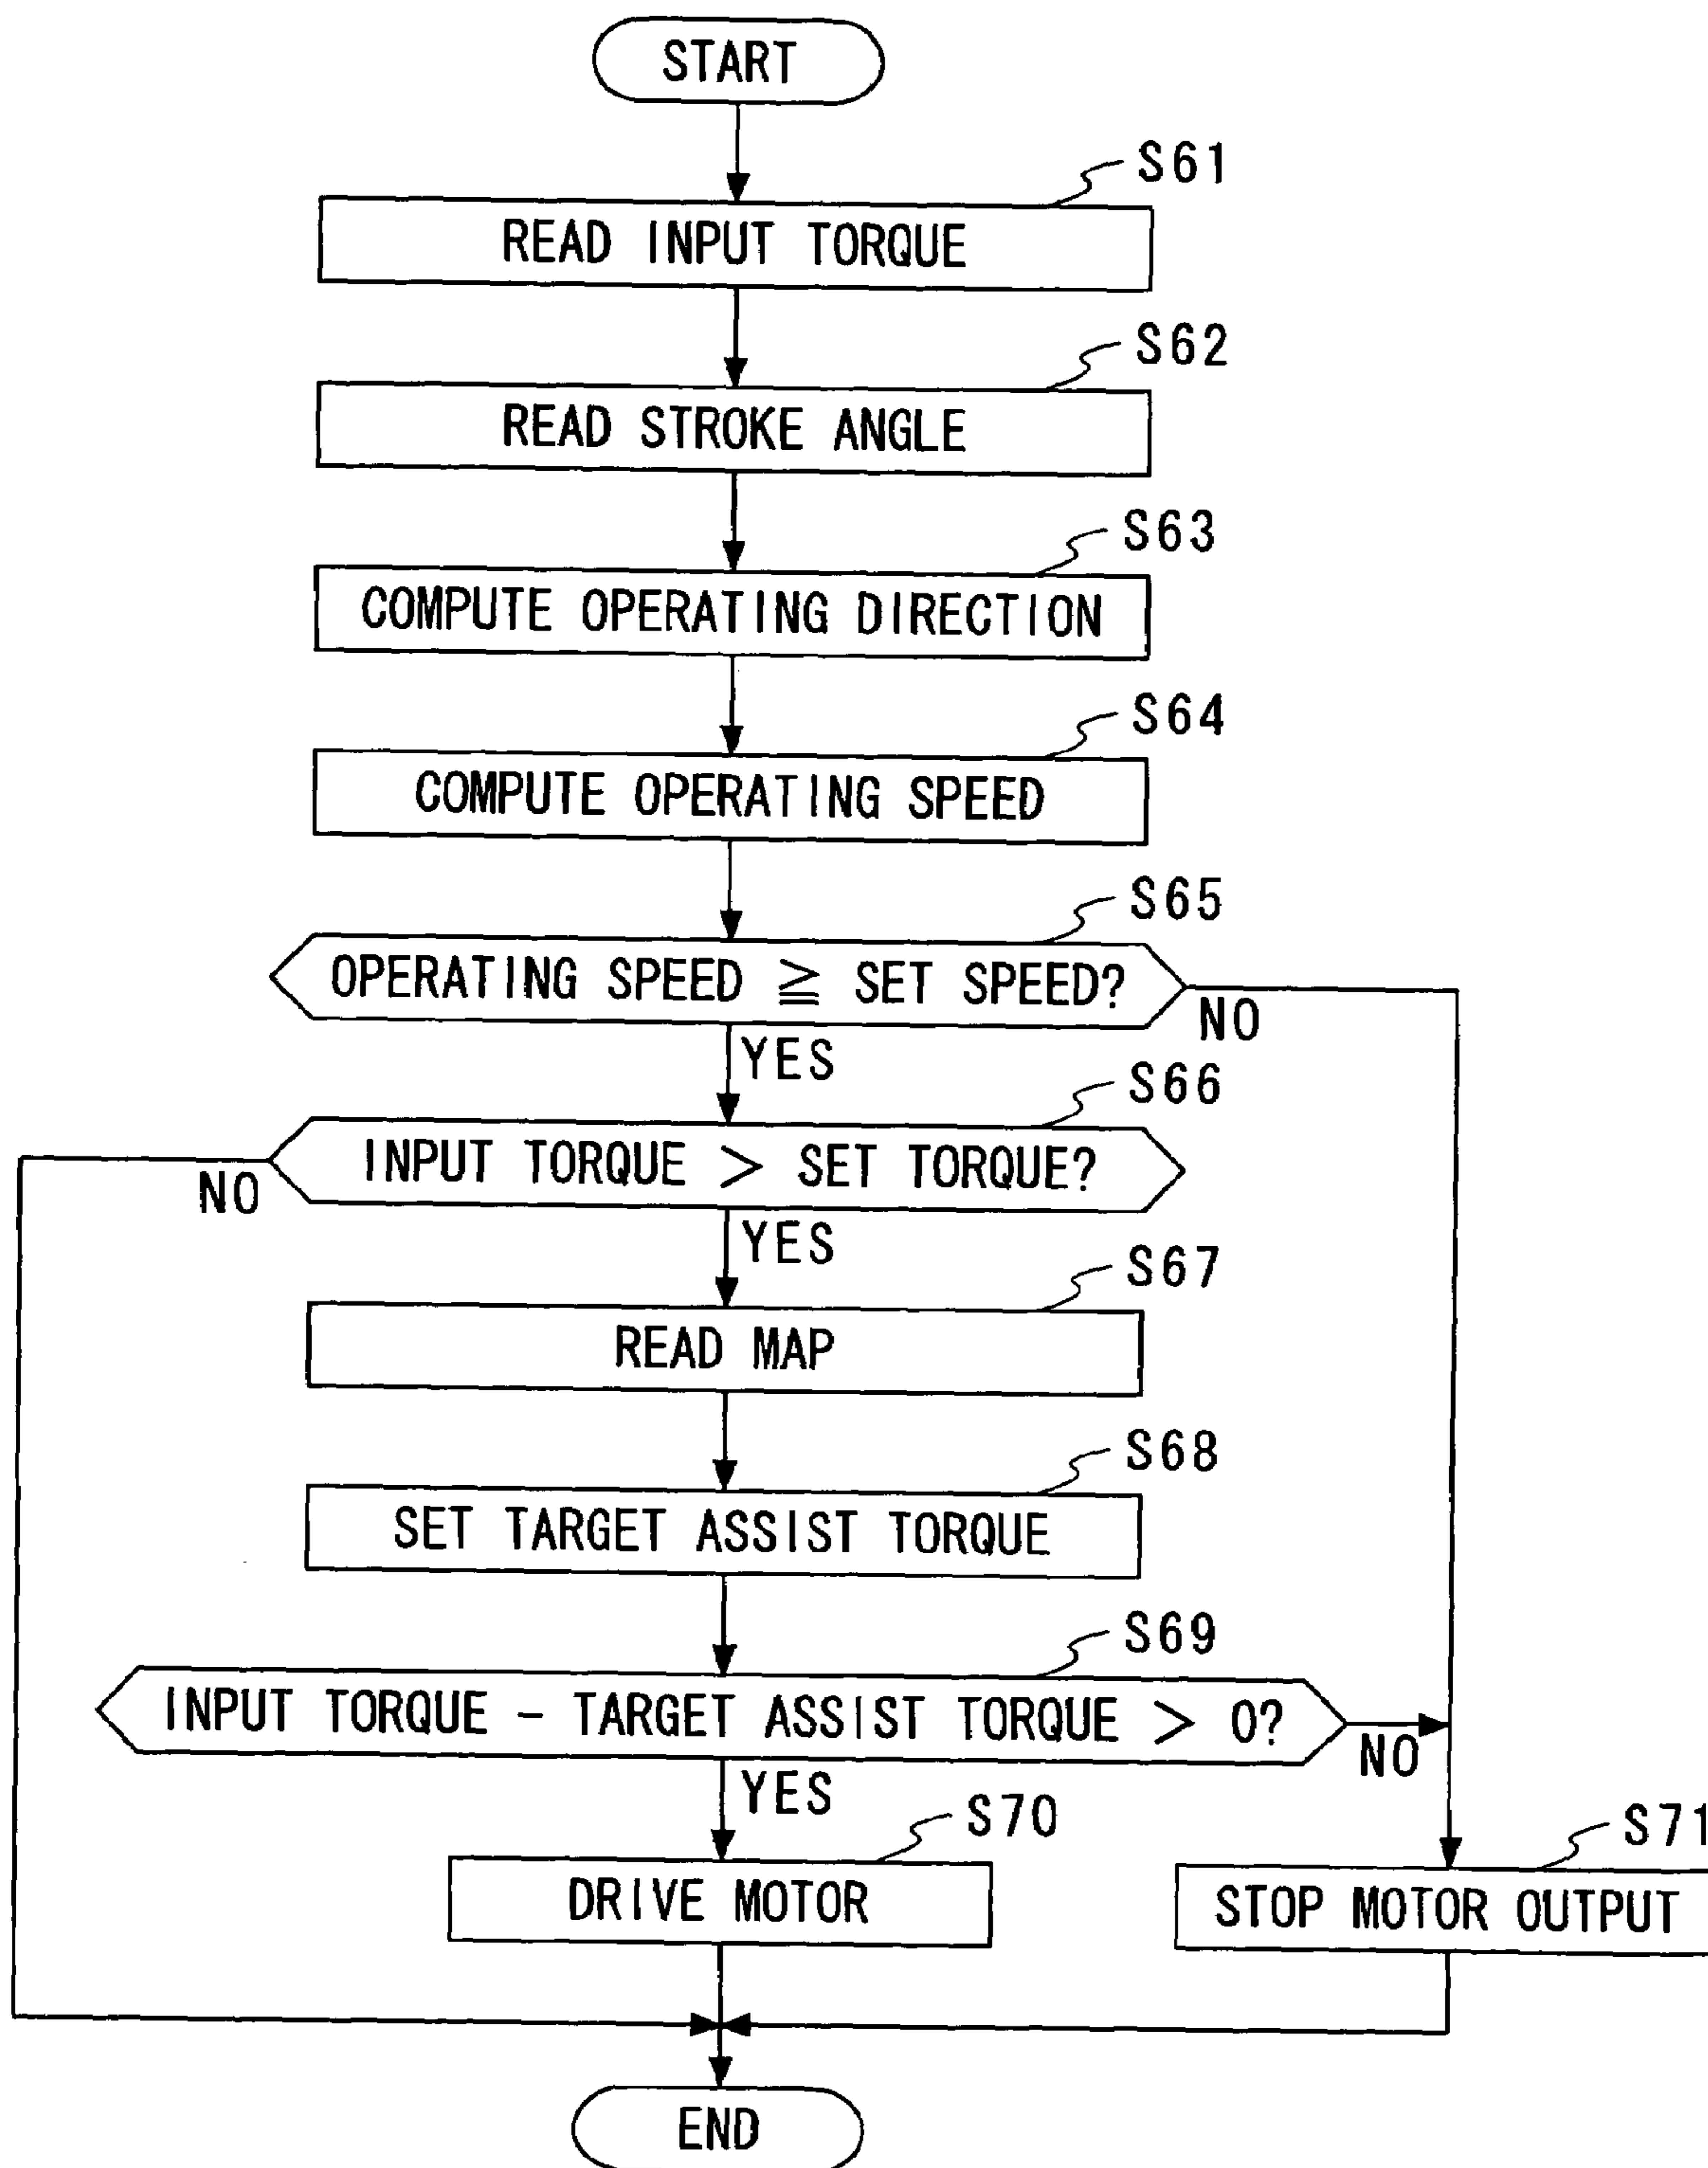 START
S61
READ INPUT TORQUE
S62
READ STROKE ANGLE
S63
COMPUTE OPERATING DIRECTION
S64
COMPUTE OPERATING SPEED
S65
OPERATING SPEED ≧ SET SPEED?
NO
YES
S66
INPUT TORQUE > SET TORQUE?
NO
YES
S67
READ MAP
S68
SET TARGET ASSIST TORQUE
S69
INPUT TORQUE - TARGET ASSIST TORQUE > 0?
NO
YES
S70
S71
DRIVE MOTOR
STOP MOTOR OUTPUT
END